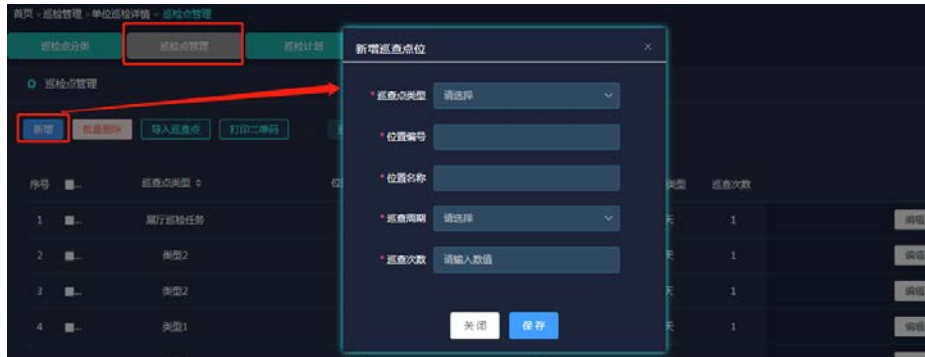 首页 - 巡检管理 - 单位巡检详情 - 巡检点管理
巡检点分类 巡检点管理 巡检计划
巡检点管理
新增 批量删除 导入巡查点 打印二维码
序号 巡查点类型 位 类型 巡查次数
1 展厅巡检任务 天 1 编辑
2 类型2 天 1 编辑
3 类型2 天 1 编辑
4 类型1 天 1 编辑
新增巡查点位 ×
* 巡查点类型 请选择
* 位置编号
* 位置名称
* 巡查周期 请选择
* 巡查次数 请输入数值
关闭 保存